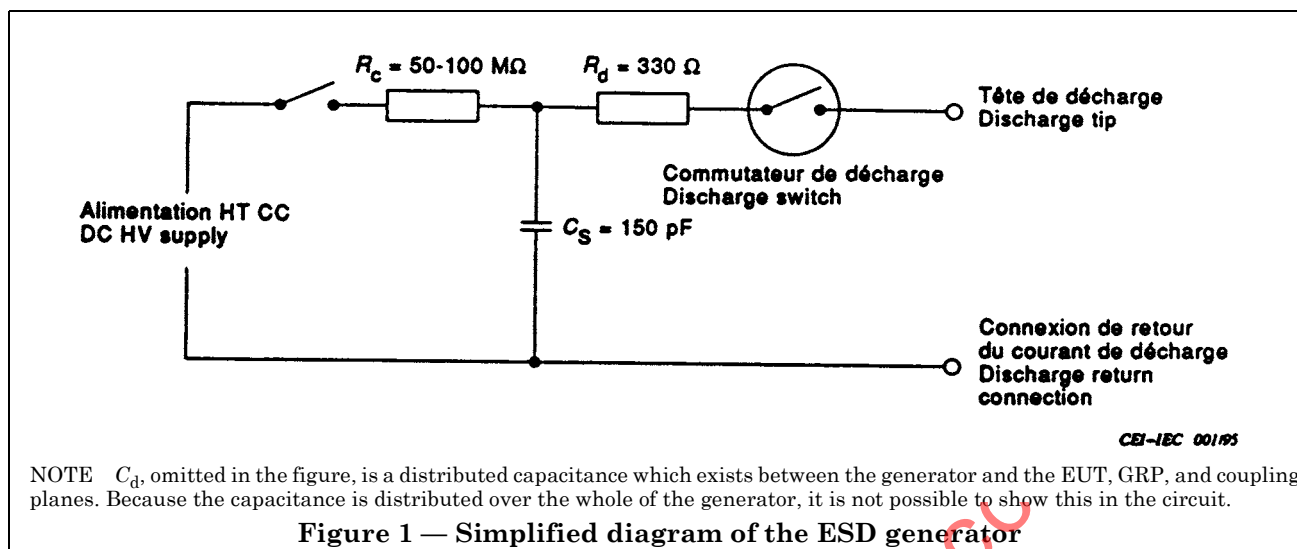 R_c = 50-100 MΩ
R_d = 330 Ω
Tête de décharge
Discharge tip
Commutateur de décharge
Discharge switch
Alimentation HT CC
DC HV supply
C_S = 150 pF
Connexion de retour
du courant de décharge
Discharge return
connection
CEI-IEC 001/95
NOTE C_d, omitted in the figure, is a distributed capacitance which exists between the generator and the EUT, GRP, and coupling
planes. Because the capacitance is distributed over the whole of the generator, it is not possible to show this in the circuit.
Figure 1 — Simplified diagram of the ESD generator